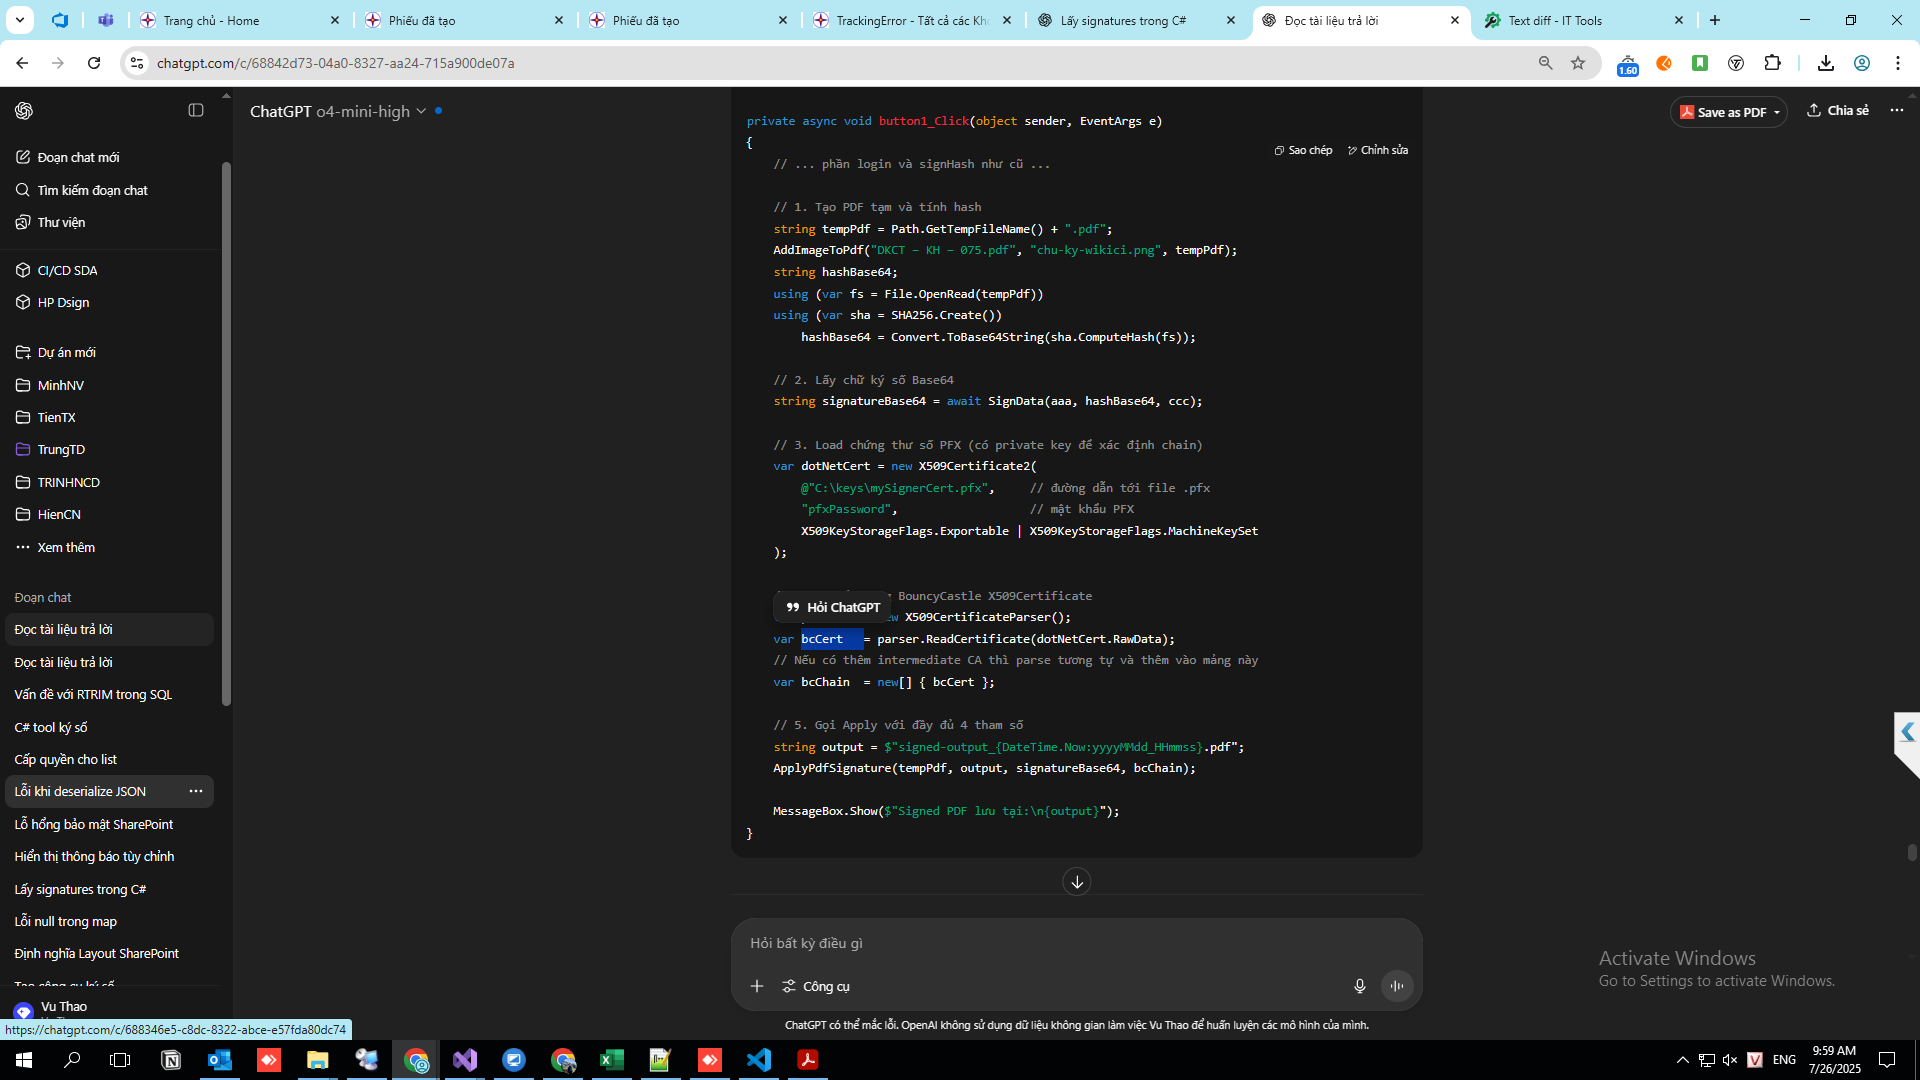 Trang chủ - Home
Phiếu đã tạo
Phiếu đã tạo
TrackingError - Tất cả các Kho
Lấy signatures trong C#
Đọc tài liệu trả lời
Text diff - IT Tools
chatgpt.com/c/68842d73-04a0-8327-aa24-715a900de07a
1.60
ChatGPT o4-mini-high
Save as PDF
Chia sẻ
Đoạn chat mới
Tìm kiếm đoạn chat
Thư viện
CI/CD SDA
HP Dsign
Dự án mới
MinhNV
TienTX
TrungTD
TRINHNCD
HienCN
Xem thêm
Đoạn chat
Đọc tài liệu trả lời
Đọc tài liệu trả lời
Vấn đề với RTRIM trong SQL
C# tool ký số
Cấp quyền cho list
Lỗi khi deserialize JSON
Lỗ hổng bảo mật SharePoint
Hiển thị thông báo tùy chỉnh
Lấy signatures trong C#
Lỗi null trong map
Định nghĩa Layout SharePoint
Vu Thao
https://chatgpt.com/c/688346e5-c8dc-8322-abce-e57fda80dc74
private async void button1_Click(object sender, EventArgs e)
{
Sao chép
Chỉnh sửa
// ... phần login và signHash như cũ ...
// 1. Tạo PDF tạm và tính hash
string tempPdf = Path.GetTempFileName() + ".pdf";
AddImageToPdf("DKCT – KH – 075.pdf", "chu-ky-wikici.png", tempPdf);
string hashBase64;
using (var fs = File.OpenRead(tempPdf))
using (var sha = SHA256.Create())
hashBase64 = Convert.ToBase64String(sha.ComputeHash(fs));
// 2. Lấy chữ ký số Base64
string signatureBase64 = await SignData(aaa, hashBase64, ccc);
// 3. Load chứng thư số PFX (có private key để xác định chain)
var dotNetCert = new X509Certificate2(
@"C:\keys\mySignerCert.pfx", // đường dẫn tới file .pfx
"pfxPassword", // mật khẩu PFX
X509KeyStorageFlags.Exportable | X509KeyStorageFlags.MachineKeySet
);
BouncyCastle X509Certificate
Hỏi ChatGPT
X509CertificateParser();
var bcCert = parser.ReadCertificate(dotNetCert.RawData);
// Nếu có thêm intermediate CA thì parse tương tự và thêm vào mảng này
var bcChain = new[] { bcCert };
// 5. Gọi Apply với đầy đủ 4 tham số
string output = $"signed-output_{DateTime.Now:yyyyMMdd_HHmmss}.pdf";
ApplyPdfSignature(tempPdf, output, signatureBase64, bcChain);
MessageBox.Show($"Signed PDF lưu tại:\n{output}");
}
Hỏi bất kỳ điều gì
Công cụ
ChatGPT có thể mắc lỗi. OpenAI không sử dụng dữ liệu không gian làm việc Vu Thao để huấn luyện các mô hình của mình.
Activate Windows
Go to Settings to activate Windows.
ENG
9:59 AM
7/26/2025